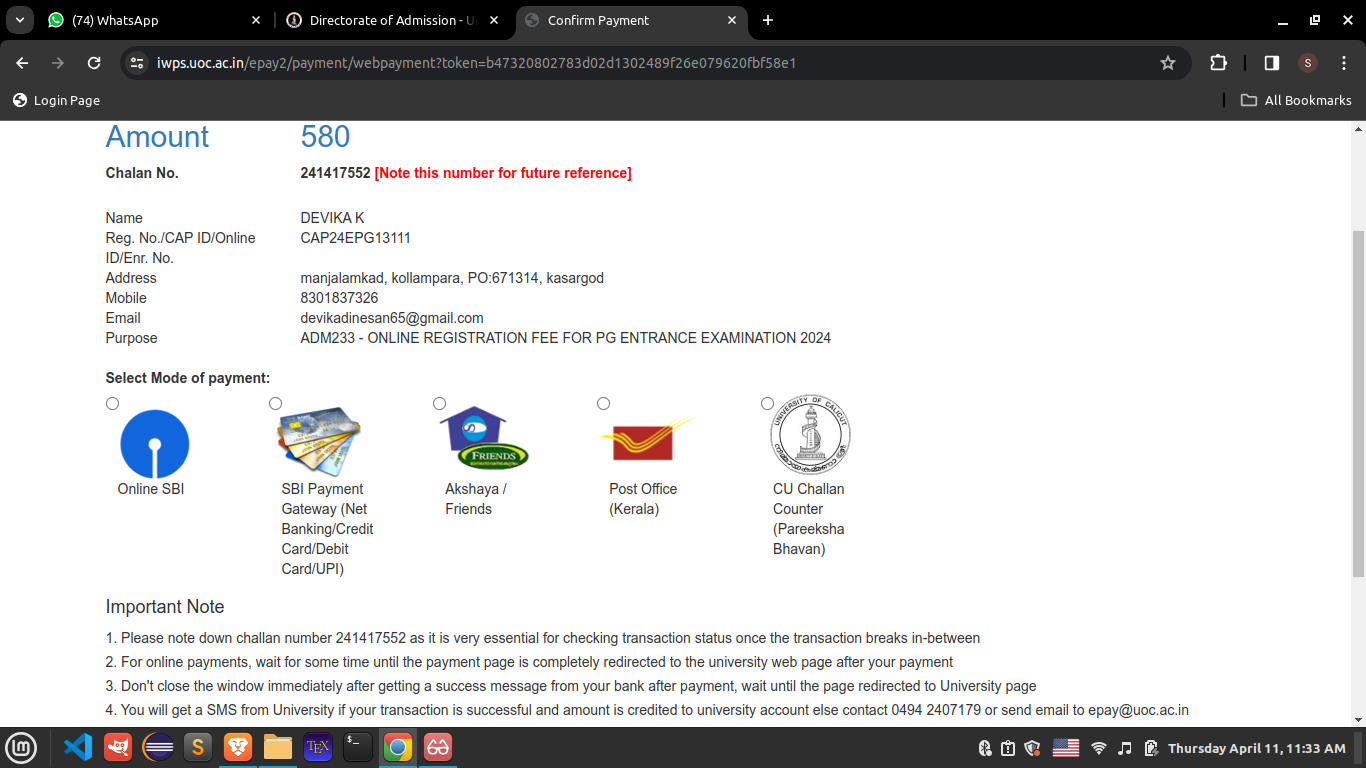 (74) WhatsApp
Directorate of Admission - U
Confirm Payment
iwps.uoc.ac.in/epay2/payment/webpayment?token=b47320802783d02d1302489f26e079620fbf58e1
S
Login Page
All Bookmarks
Amount 580
Chalan No. 241417552 [Note this number for future reference]
Name DEVIKA K
Reg. No./CAP ID/Online CAP24EPG13111
ID/Enr. No.
Address manjalamkad, kollampara, PO:671314, kasargod
Mobile 8301837326
Email devikadinesan65@gmail.com
Purpose ADM233 - ONLINE REGISTRATION FEE FOR PG ENTRANCE EXAMINATION 2024
Select Mode of payment:
FRIENDS
UNIVERSITY OF CALICUT
Online SBI
SBI Payment
Gateway (Net
Banking/Credit
Card/Debit
Card/UPI)
Akshaya /
Friends
Post Office
(Kerala)
CU Challan
Counter
(Pareeksha
Bhavan)
Important Note
1. Please note down challan number 241417552 as it is very essential for checking transaction status once the transaction breaks in-between
2. For online payments, wait for some time until the payment page is completely redirected to the university web page after your payment
3. Don't close the window immediately after getting a success message from your bank after payment, wait until the page redirected to University page
4. You will get a SMS from University if your transaction is successful and amount is credited to university account else contact 0494 2407179 or send email to epay@uoc.ac.in
S
TEX
$_
Thursday April 11, 11:33 AM